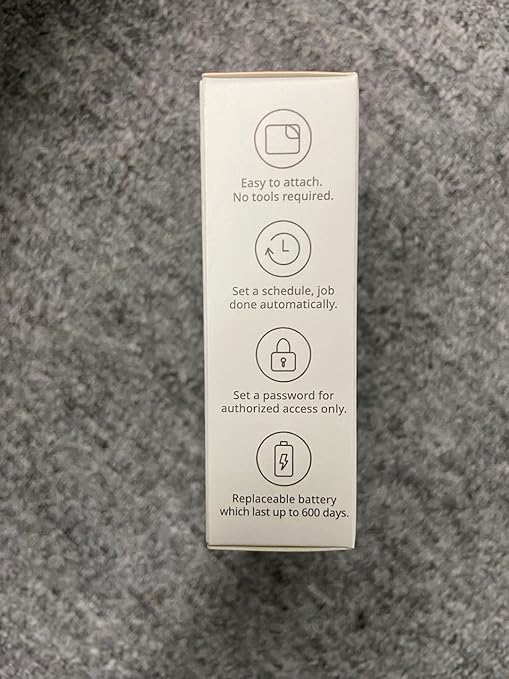 Easy to attach.
No tools required.
Set a schedule, job
done automatically.
Set a password for
authorized access only.
Replaceable battery
which last up to 600 days.